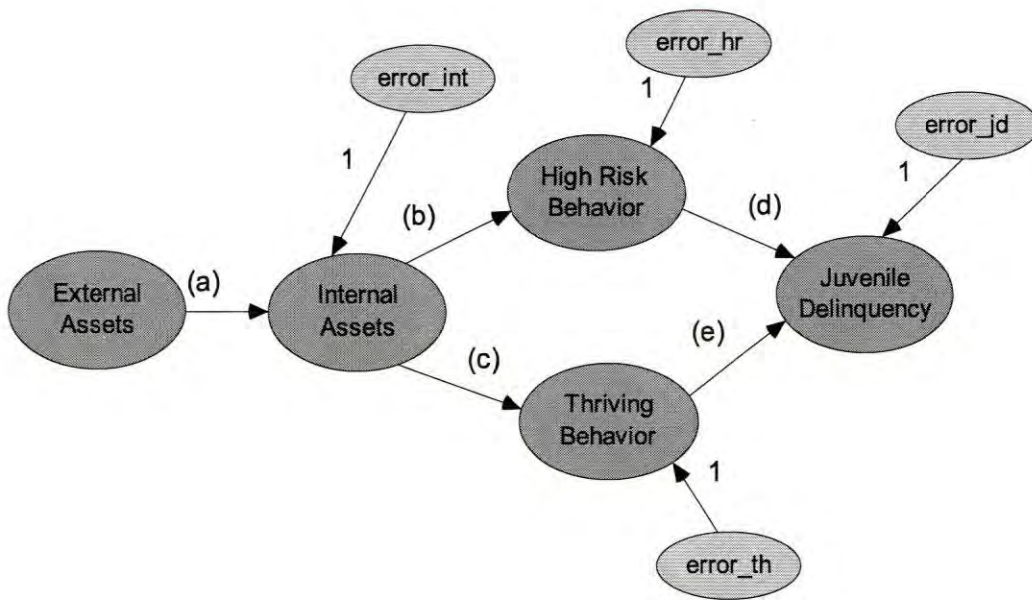 error_hr
error_int
1
error_jd
1
High Risk
Behavior
1
(b)
(d)
External
Assets
(a)
Internal
Assets
Juvenile
Delinquency
(c)
(e)
Thriving
Behavior
1
error_th